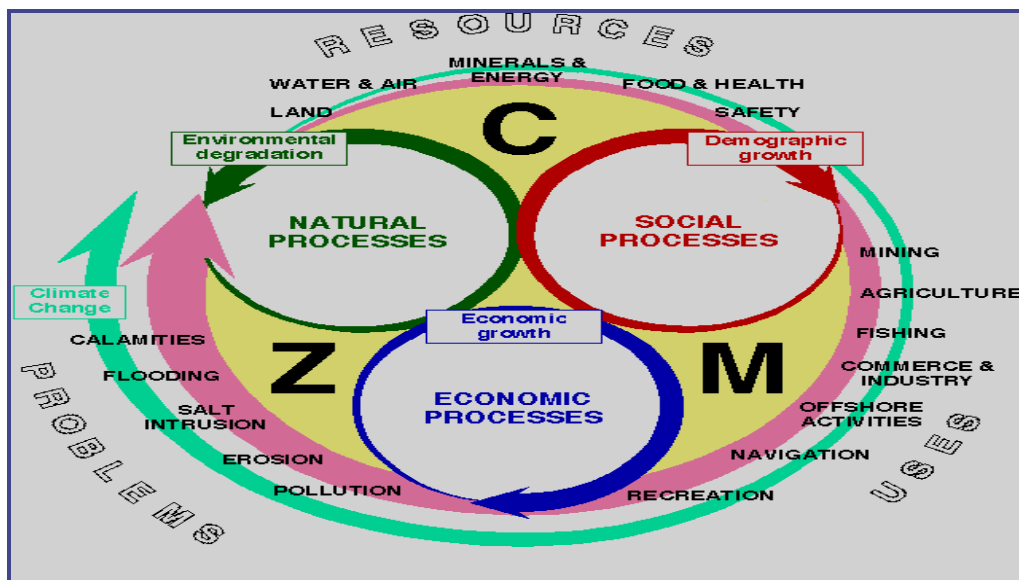 RESOURCES
MINERALS &
ENERGY
WATER & AIR
FOOD & HEALTH
LAND
SAFETY
C
Environmental
degradation
Demographic
growth
NATURAL
PROCESSES
SOCIAL
PROCESSES
MINING
Climate
Change
AGRICULTURE
Economic
growth
CALAMITIES
FISHING
Z
M
FLOODING
COMMERCE &
INDUSTRY
ECONOMIC
PROCESSES
SALT
INTRUSION
OFFSHORE
ACTIVITIES
EROSION
NAVIGATION
POLLUTION
RECREATION
PROBLEMS
USES